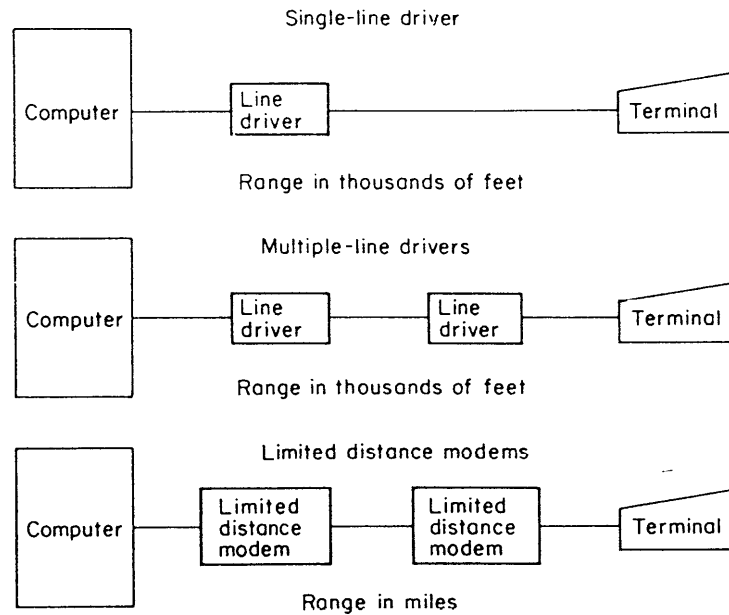 Single-line driver
Computer
Line
driver
Terminal
Range in thousands of feet
Multiple-line drivers
Computer
Line
driver
Line
driver
Terminal
Range in thousands of feet
Limited distance modems
Computer
Limited
distance
modem
Limited
distance
modem
Terminal
Range in miles